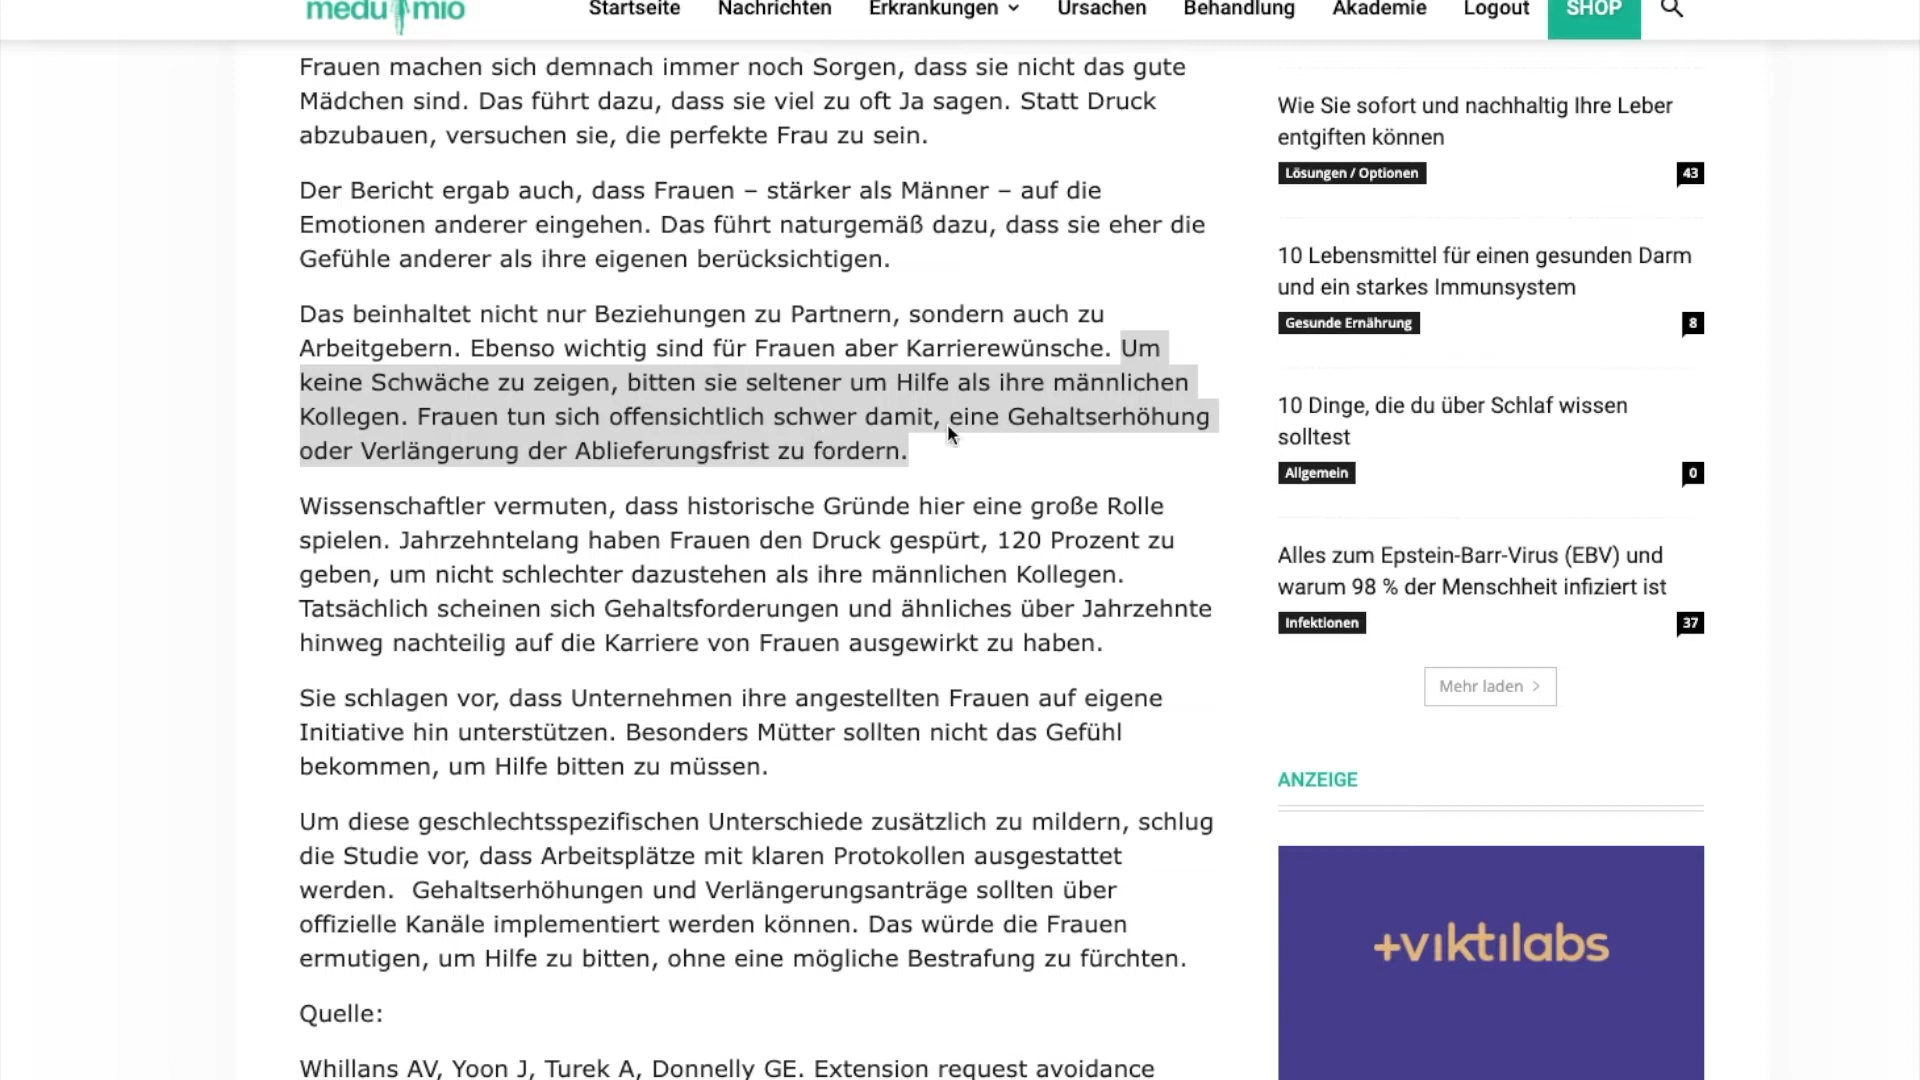 medumio
Startseite
Nachrichten
Erkrankungen
Ursachen
Behandlung
Akademie
Logout
SHOP
Frauen machen sich demnach immer noch Sorgen, dass sie nicht das gute
Mädchen sind. Das führt dazu, dass sie viel zu oft Ja sagen. Statt Druck
abzubauen, versuchen sie, die perfekte Frau zu sein.
Der Bericht ergab auch, dass Frauen – stärker als Männer – auf die
Emotionen anderer eingehen. Das führt naturgemäß dazu, dass sie eher die
Gefühle anderer als ihre eigenen berücksichtigen.
Das beinhaltet nicht nur Beziehungen zu Partnern, sondern auch zu
Arbeitgebern. Ebenso wichtig sind für Frauen aber Karrierewünsche. Um
keine Schwäche zu zeigen, bitten sie seltener um Hilfe als ihre männlichen
Kollegen. Frauen tun sich offensichtlich schwer damit, eine Gehaltserhöhung
oder Verlängerung der Ablieferungsfrist zu fordern.
Wissenschaftler vermuten, dass historische Gründe hier eine große Rolle
spielen. Jahrzehntelang haben Frauen den Druck gespürt, 120 Prozent zu
geben, um nicht schlechter dazustehen als ihre männlichen Kollegen.
Tatsächlich scheinen sich Gehaltsforderungen und ähnliches über Jahrzehnte
hinweg nachteilig auf die Karriere von Frauen ausgewirkt zu haben.
Sie schlagen vor, dass Unternehmen ihre angestellten Frauen auf eigene
Initiative hin unterstützen. Besonders Mütter sollten nicht das Gefühl
bekommen, um Hilfe bitten zu müssen.
Um diese geschlechtsspezifischen Unterschiede zusätzlich zu mildern, schlug
die Studie vor, dass Arbeitsplätze mit klaren Protokollen ausgestattet
werden.  Gehaltserhöhungen und Verlängerungsanträge sollten über
offizielle Kanäle implementiert werden können. Das würde die Frauen
ermutigen, um Hilfe zu bitten, ohne eine mögliche Bestrafung zu fürchten.
Quelle:
Whillans AV, Yoon J, Turek A, Donnelly GE. Extension request avoidance
Wie Sie sofort und nachhaltig Ihre Leber
entgiften können
Lösungen / Optionen
43
10 Lebensmittel für einen gesunden Darm
und ein starkes Immunsystem
Gesunde Ernährung
8
10 Dinge, die du über Schlaf wissen
solltest
Allgemein
0
Alles zum Epstein-Barr-Virus (EBV) und
warum 98 % der Menschheit infiziert ist
Infektionen
37
Mehr laden
ANZEIGE
+viktilabs